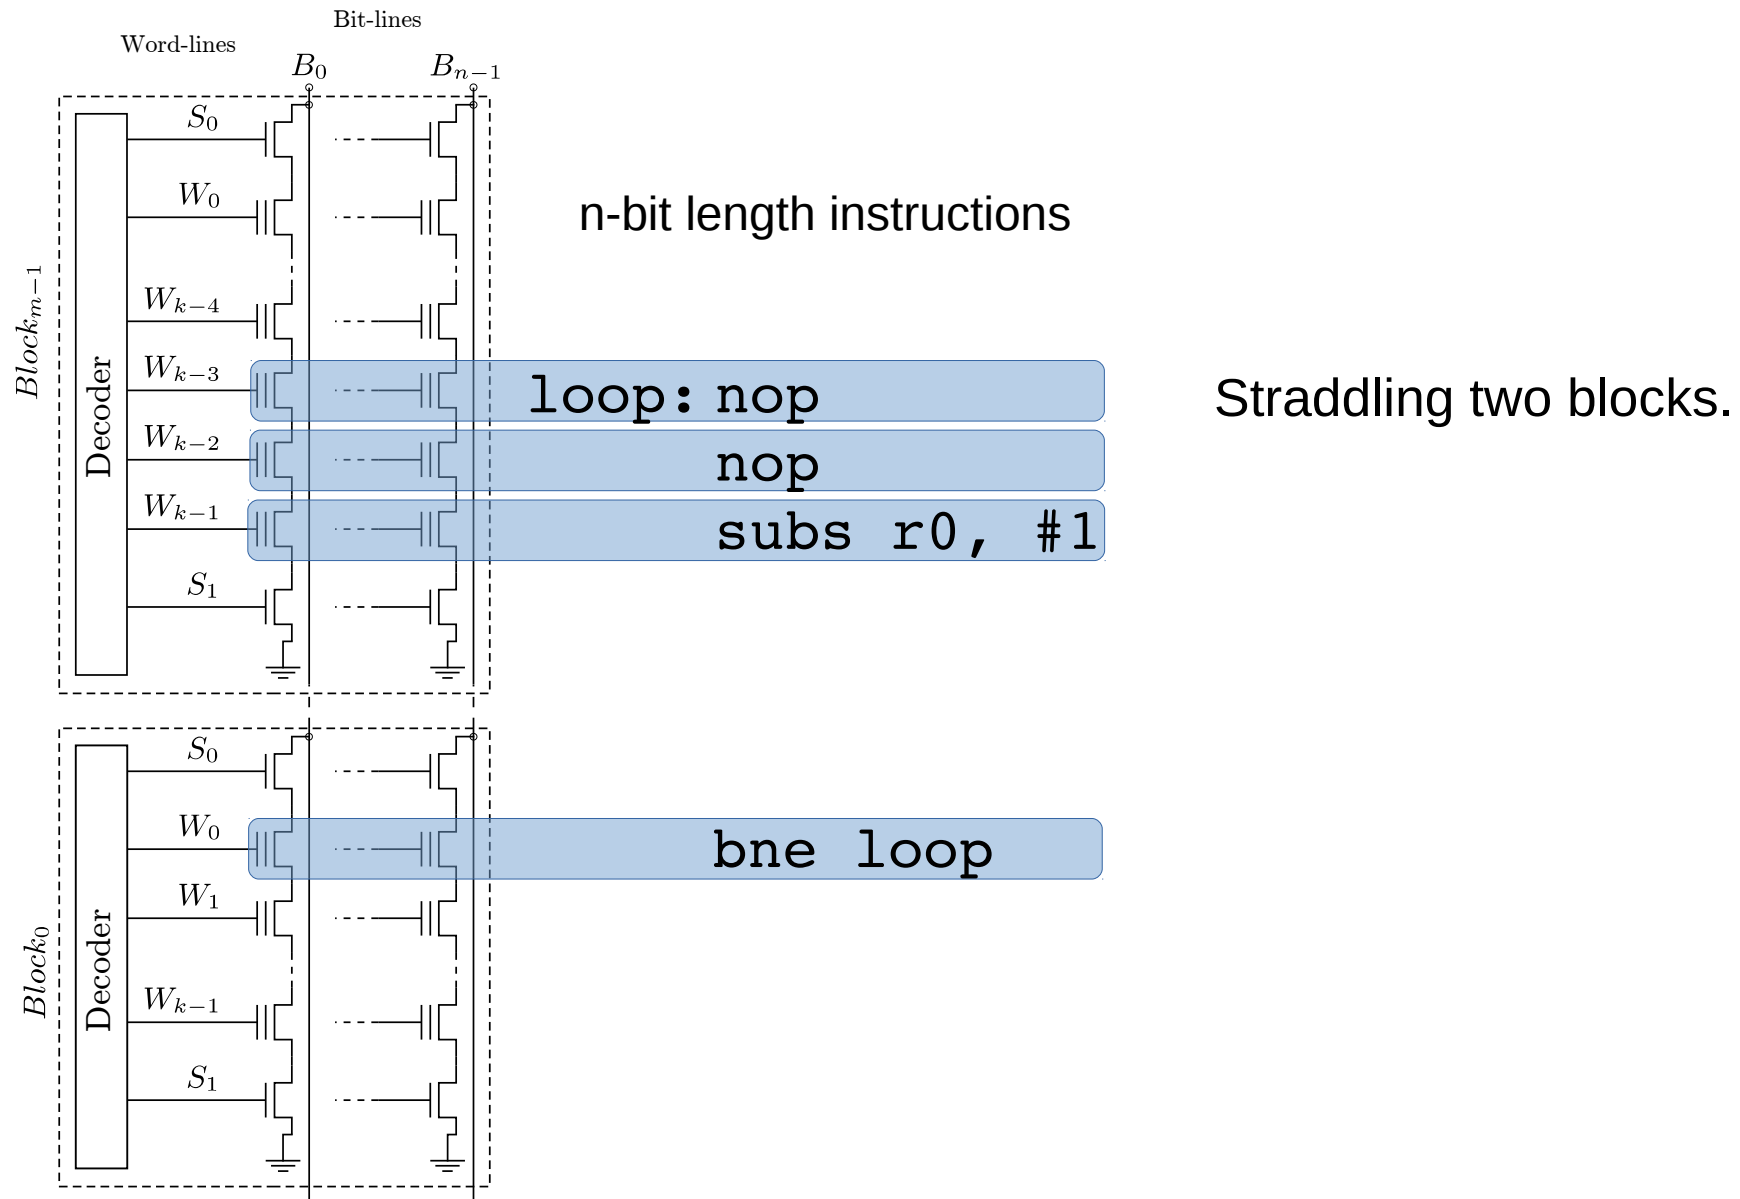 Bit-lines
Word-lines
B₀ Bₙ₋₁
S₀
W₀
n-bit length instructions
Wₖ₋₄
Blockₘ₋₁
Decoder
Wₖ₋₃ loop: nop
Straddling two blocks.
Wₖ₋₂ nop
Wₖ₋₁ subs r0, #1
S₁
S₀
W₀ bne loop
W₁
Block₀
Decoder
Wₖ₋₁
S₁